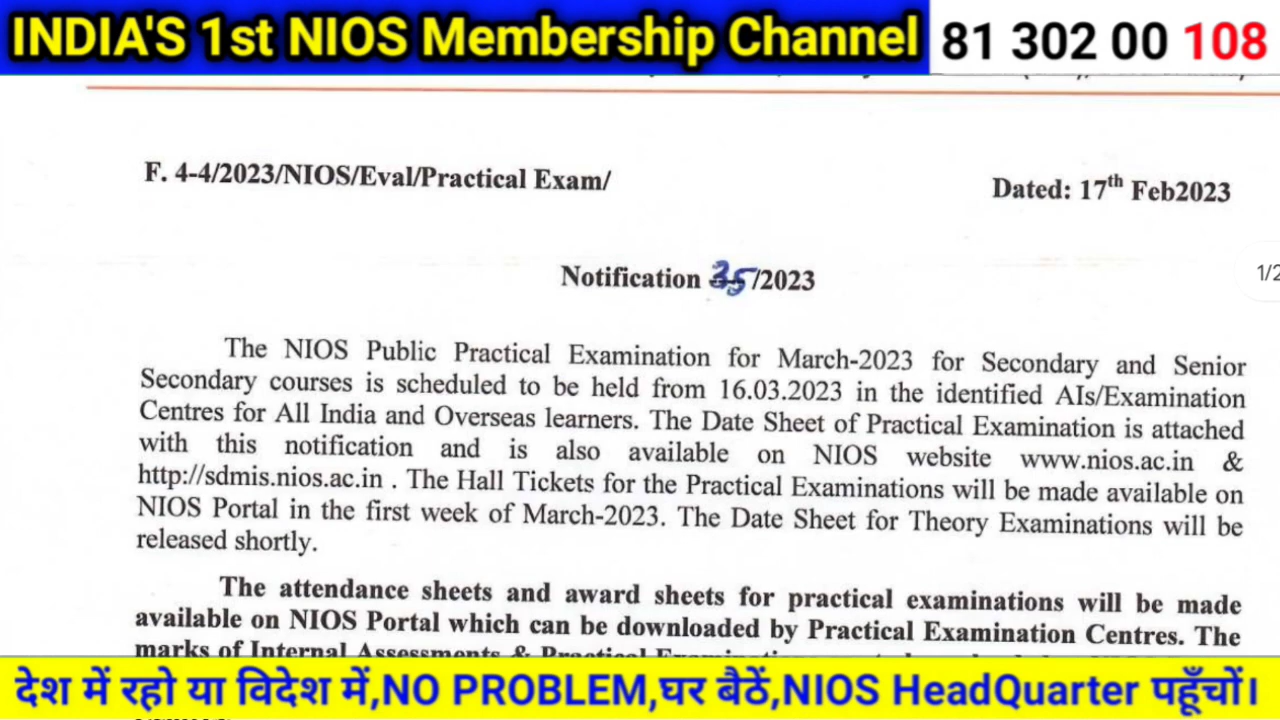 INDIA'S 1st NIOS Membership Channel 81 302 00 108
F. 4-4/2023/NIOS/Eval/Practical Exam/
Dated: 17th Feb2023
Notification 35/2023
1/2
The NIOS Public Practical Examination for March-2023 for Secondary and Senior
Secondary courses is scheduled to be held from 16.03.2023 in the identified AIs/Examination
Centres for All India and Overseas learners. The Date Sheet of Practical Examination is attached
with this notification and is also available on NIOS website www.nios.ac.in &
http://sdmis.nios.ac.in . The Hall Tickets for the Practical Examinations will be made available on
NIOS Portal in the first week of March-2023. The Date Sheet for Theory Examinations will be
released shortly.
The attendance sheets and award sheets for practical examinations will be made
available on NIOS Portal which can be downloaded by Practical Examination Centres. The
marks of Internal Assessments & Practical
देश में रहो या विदेश में,NO PROBLEM,घर बैठें,NIOS HeadQuarter पहूँचों।